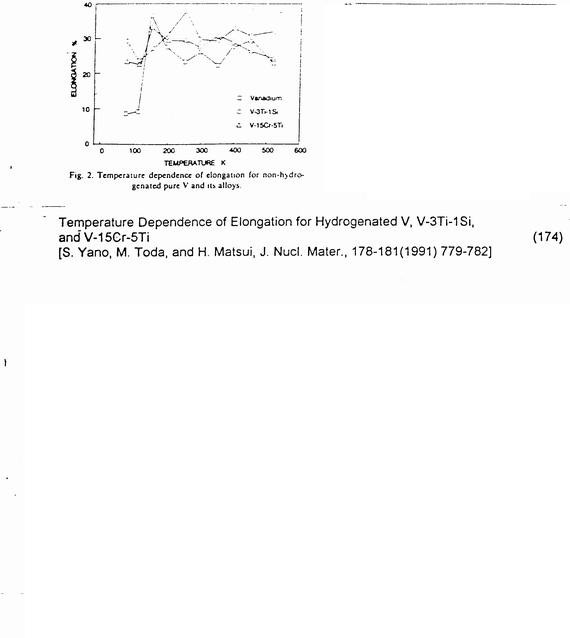 40
30
20
10
0
ELONGATION %
0 100 200 300 400 500 600
TEMPERATURE K
Vanadium
V-3Ti-1Si
V-15Cr-5Ti
Fig. 2. Temperature dependence of elongation for non-hydro-
genated pure V and its alloys.
Temperature Dependence of Elongation for Hydrogenated V, V-3Ti-1Si,
and V-15Cr-5Ti (174)
[S. Yano, M. Toda, and H. Matsui, J. Nucl. Mater., 178-181(1991) 779-782]